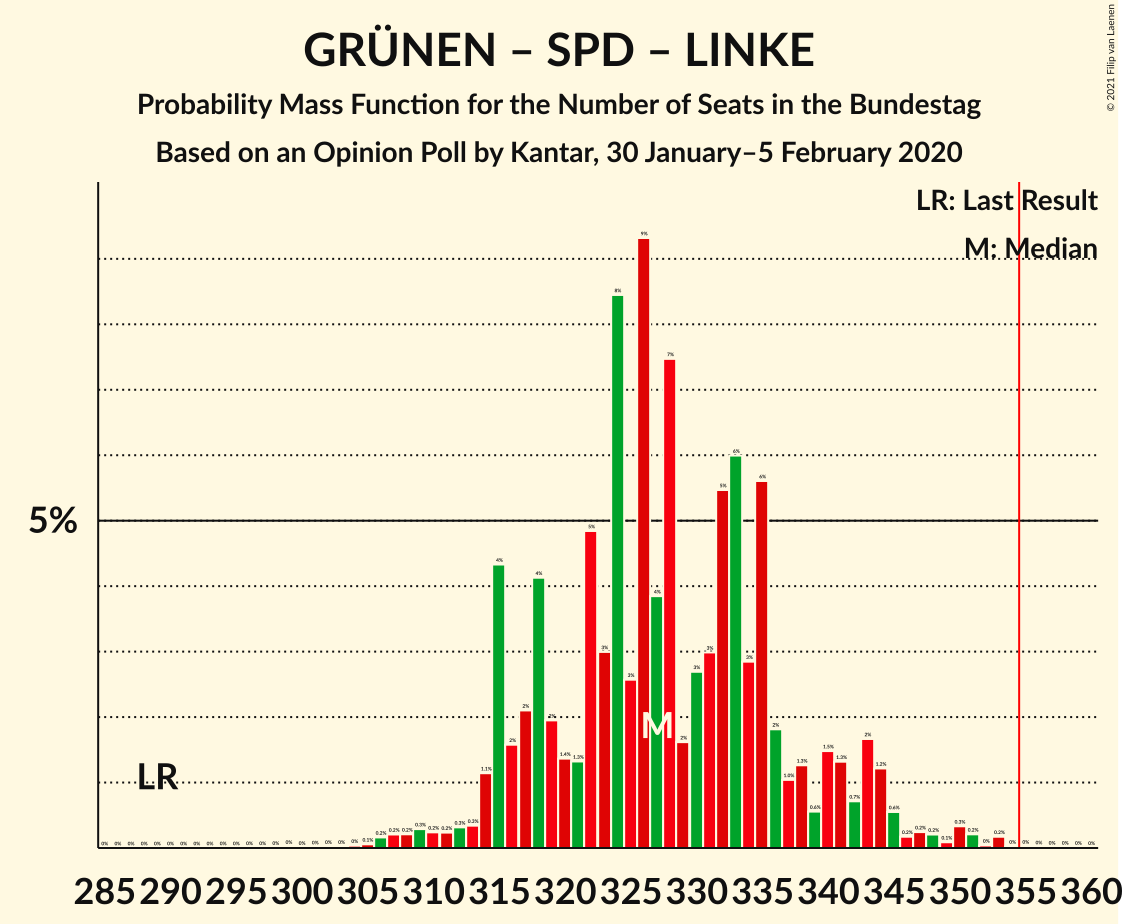 GRÜNEN – SPD – LINKE
Probability Mass Function for the Number of Seats in the Bundestag
Based on an Opinion Poll by Kantar, 30 January–5 February 2020
© 2021 Filip van Laenen
LR: Last Result
M: Median
5%
LR
M
285 290 295 300 305 310 315 320 325 330 335 340 345 350 355 360